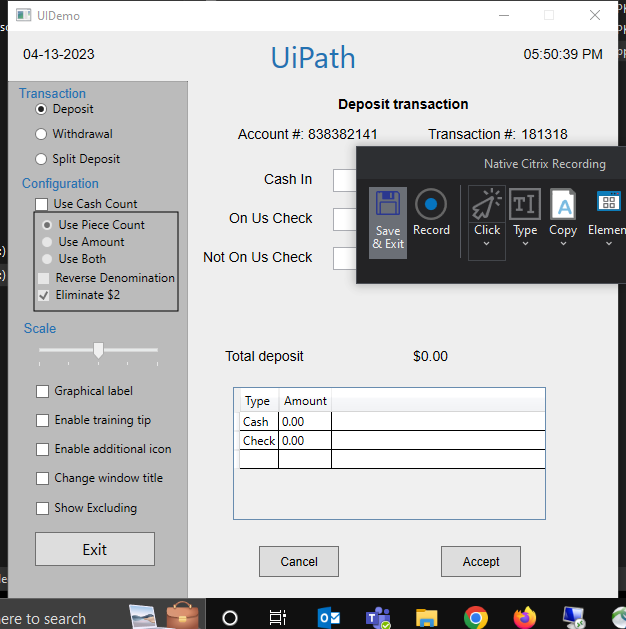 UIDemo
04-13-2023
UiPath
05:50:39 PM
Transaction
Deposit
Withdrawal
Split Deposit
Configuration
Use Cash Count
Use Piece Count
Use Amount
Use Both
Reverse Denomination
Eliminate $2
Scale
Graphical label
Enable training tip
Enable additional icon
Change window title
Show Excluding
Exit
Deposit transaction
Account #: 838382141 Transaction #: 181318
Cash In
On Us Check
Not On Us Check
Native Citrix Recording
Save & Exit
Record
Click
Type
Copy
Elemen
Total deposit $0.00
Type Amount
Cash 0.00
Check 0.00
Cancel
Accept
ere to search